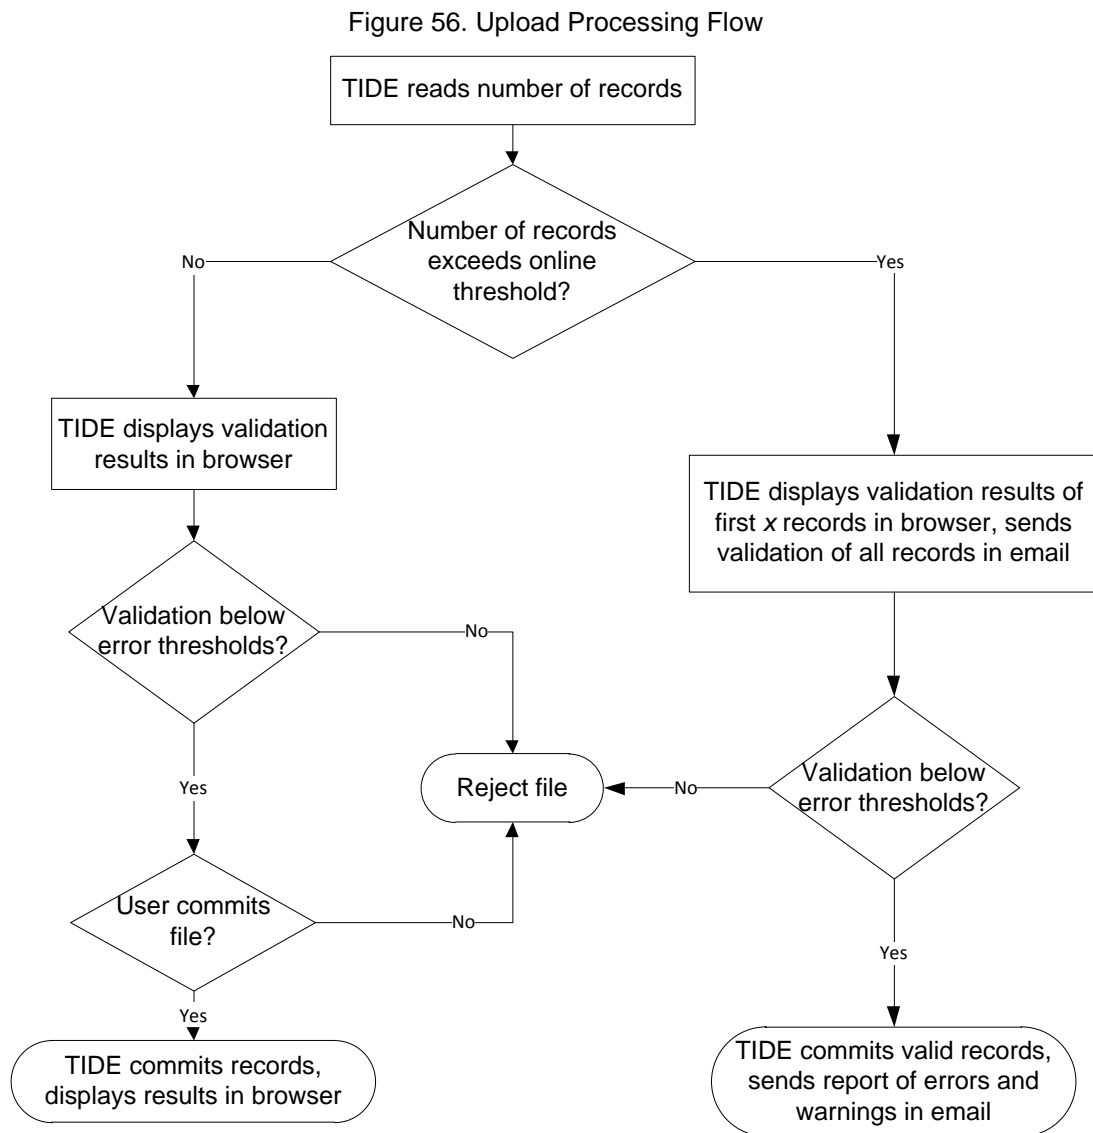 Figure 56. Upload Processing Flow
TIDE reads number of records
Number of records
exceeds online
threshold?
No
Yes
TIDE displays validation
results in browser
TIDE displays validation results of
first x records in browser, sends
validation of all records in email
Validation below
error thresholds?
No
Yes
Reject file
No
Validation below
error thresholds?
User commits
file?
No
Yes
Yes
TIDE commits records,
displays results in browser
TIDE commits valid records,
sends report of errors and
warnings in email